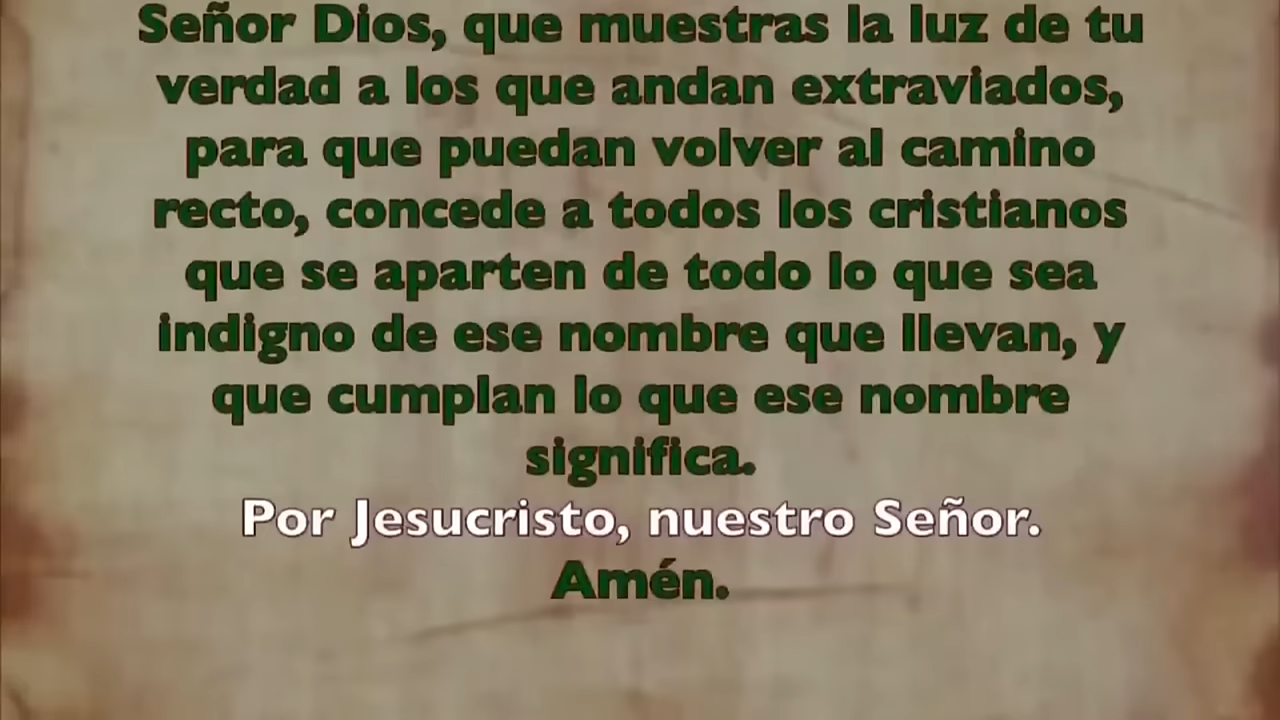 Señor Dios, que muestras la luz de tu
verdad a los que andan extraviados,
para que puedan volver al camino
recto, concede a todos los cristianos
que se aparten de todo lo que sea
indigno de ese nombre que llevan, y
que cumplan lo que ese nombre
significa.
Por Jesucristo, nuestro Señor.
Amén.